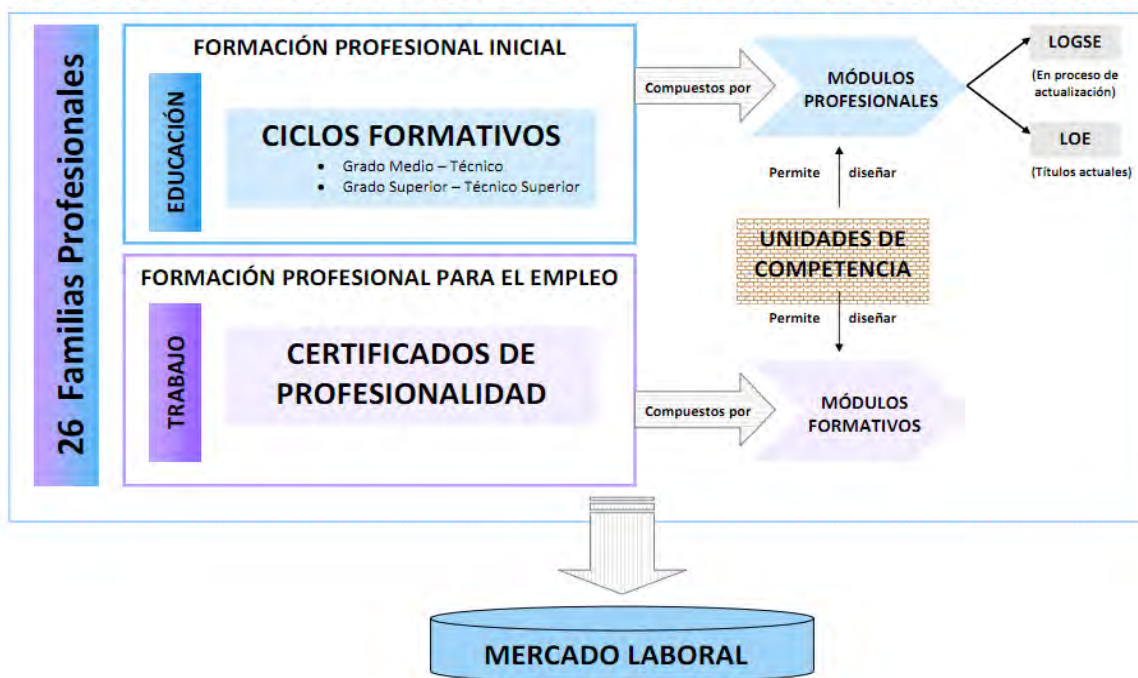 26 Familias Profesionales
FORMACIÓN PROFESIONAL INICIAL
EDUCACIÓN
CICLOS FORMATIVOS
• Grado Medio – Técnico
• Grado Superior – Técnico Superior
Compuestos por
MÓDULOS
PROFESIONALES
LOGSE
(En proceso de
actualización)
LOE
(Títulos actuales)
Permite diseñar
UNIDADES DE
COMPETENCIA
Permite diseñar
FORMACIÓN PROFESIONAL PARA EL EMPLEO
TRABAJO
CERTIFICADOS DE
PROFESIONALIDAD
Compuestos por
MÓDULOS
FORMATIVOS
MERCADO LABORAL